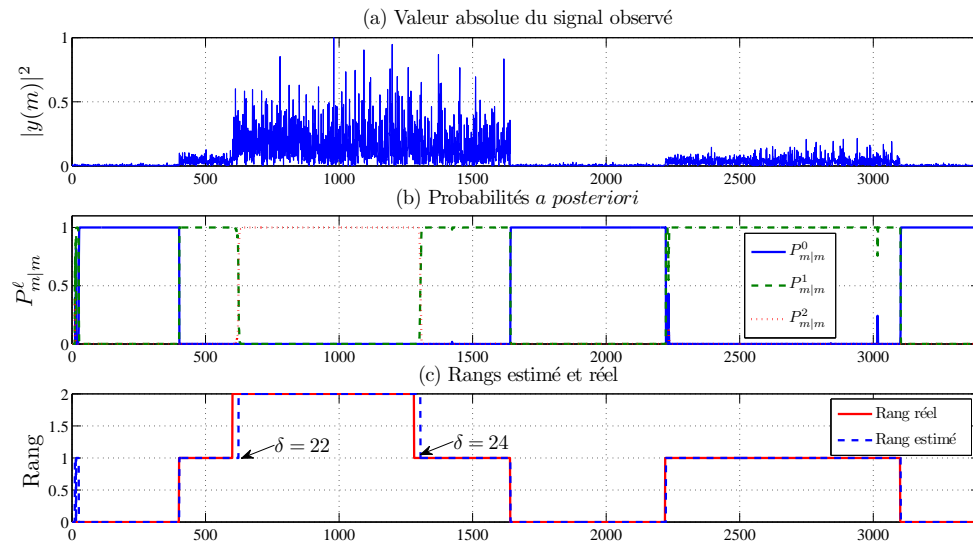 (a) Valeur absolue du signal observé
|y(m)|²
1
0.5
0
0 500 1000 1500 2000 2500 3000
(b) Probabilités a posteriori
P^ℓ_{m|m}
1
0.5
0
P^0_{m|m}
P^1_{m|m}
P^2_{m|m}
0 500 1000 1500 2000 2500 3000
(c) Rangs estimé et réel
Rang
2
1.5
1
0.5
0
δ = 22
δ = 24
Rang réel
Rang estimé
0 500 1000 1500 2000 2500 3000